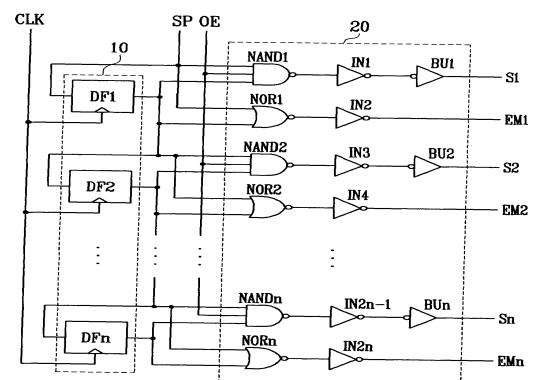 CLK SP OE 20
10 NAND1 IN1 BU1 S1
DF1 NOR1 IN2 EM1
NAND2 IN3 BU2 S2
DF2 NOR2 IN4 EM2
NANDn IN2n-1 BUn Sn
DFn NORn IN2n EMn